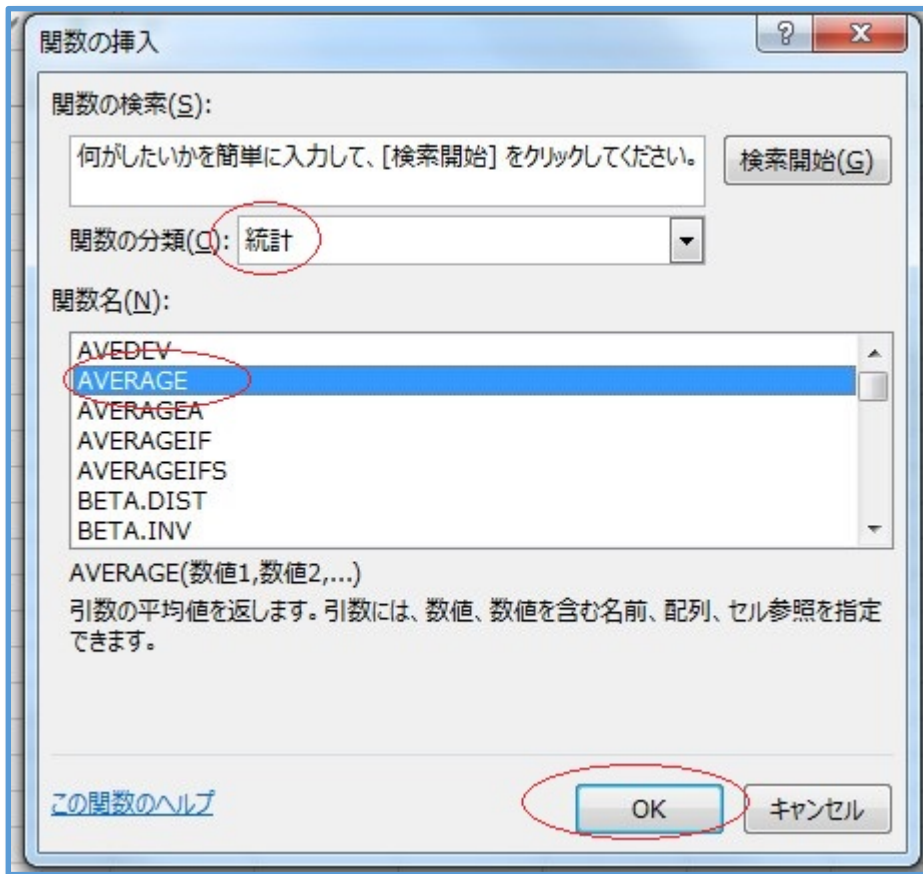 関数の挿入
関数の検索(S):
何がしたいかを簡単に入力して、[検索開始] をクリックしてください。
検索開始(G)
関数の分類(C): 統計
関数名(N):
AVEDEV
AVERAGE
AVERAGEA
AVERAGEIF
AVERAGEIFS
BETA.DIST
BETA.INV
AVERAGE(数値1,数値2,...)
引数の平均値を返します。引数には、数値、数値を含む名前、配列、セル参照を指定
できます。
この関数のヘルプ
OK
キャンセル